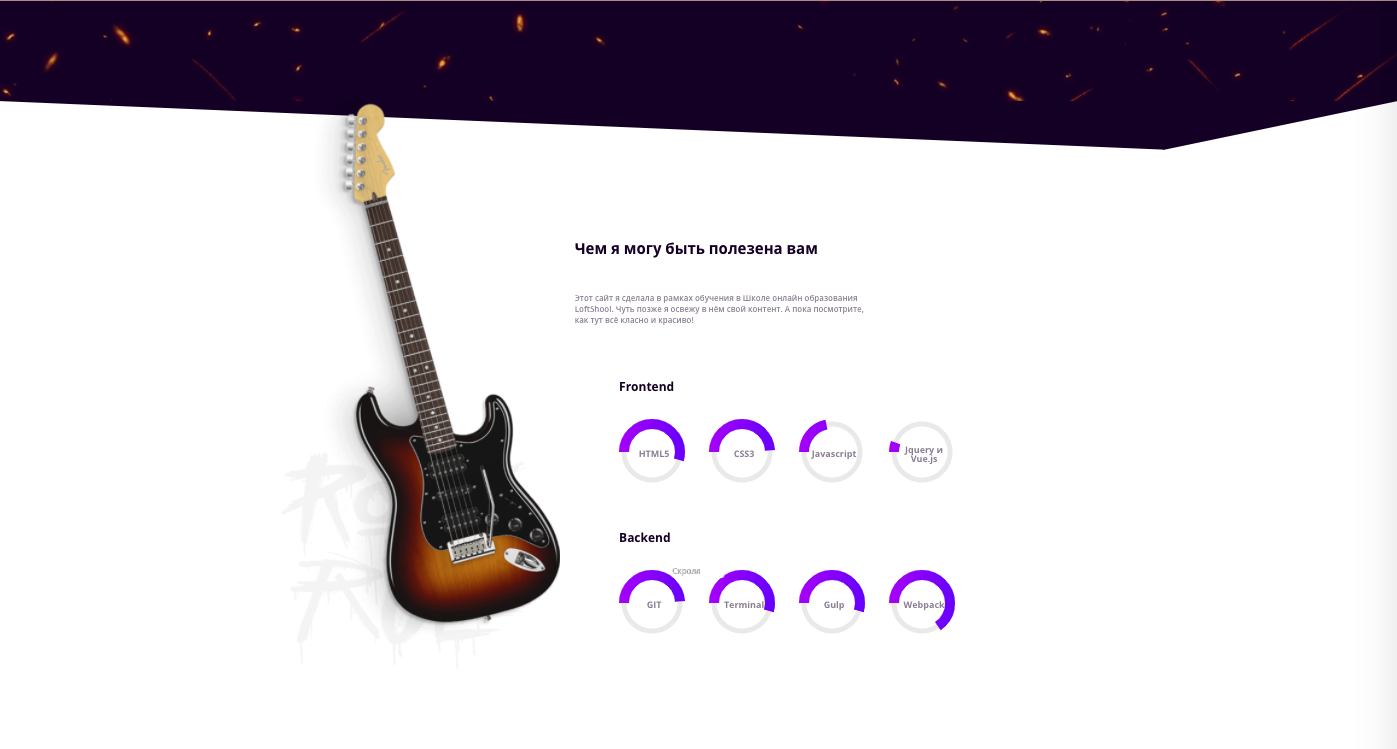 Чем я могу быть полезена вам
Этот сайт я сделала в рамках обучения в Школе онлайн образования
LoftShool. Чуть позже я освежу в нём свой контент. А пока посмотрите,
как тут всё класно и красиво!
Frontend
HTML5
CSS3
Javascript
Jquery и
Vue.js
Backend
Скролл
GIT
Terminal
Gulp
Webpack